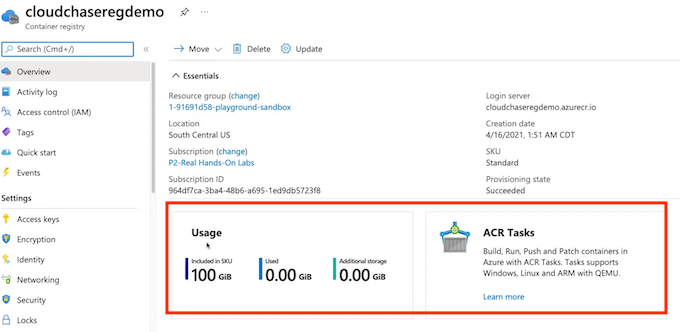 cloudchaseregdemo
Container registry
Search (Cmd+/)
Overview
Activity log
Access control (IAM)
Tags
Quick start
Events
Settings
Access keys
Encryption
Identity
Networking
Security
Locks
Move
Delete
Update
Essentials
Resource group (change)
1-91691d58-playground-sandbox
Location
South Central US
Subscription (change)
P2-Real Hands-On Labs
Subscription ID
964df7ca-3ba4-48b6-a695-1ed9db5723f8
Login server
cloudchaseregdemo.azurecr.io
Creation date
4/16/2021, 1:51 AM CDT
SKU
Standard
Provisioning state
Succeeded
Usage
Included in SKU
100 GiB
Used
0.00 GiB
Additional storage
0.00 GiB
ACR Tasks
Build, Run, Push and Patch containers in
Azure with ACR Tasks. Tasks supports
Windows, Linux and ARM with QEMU.
Learn more